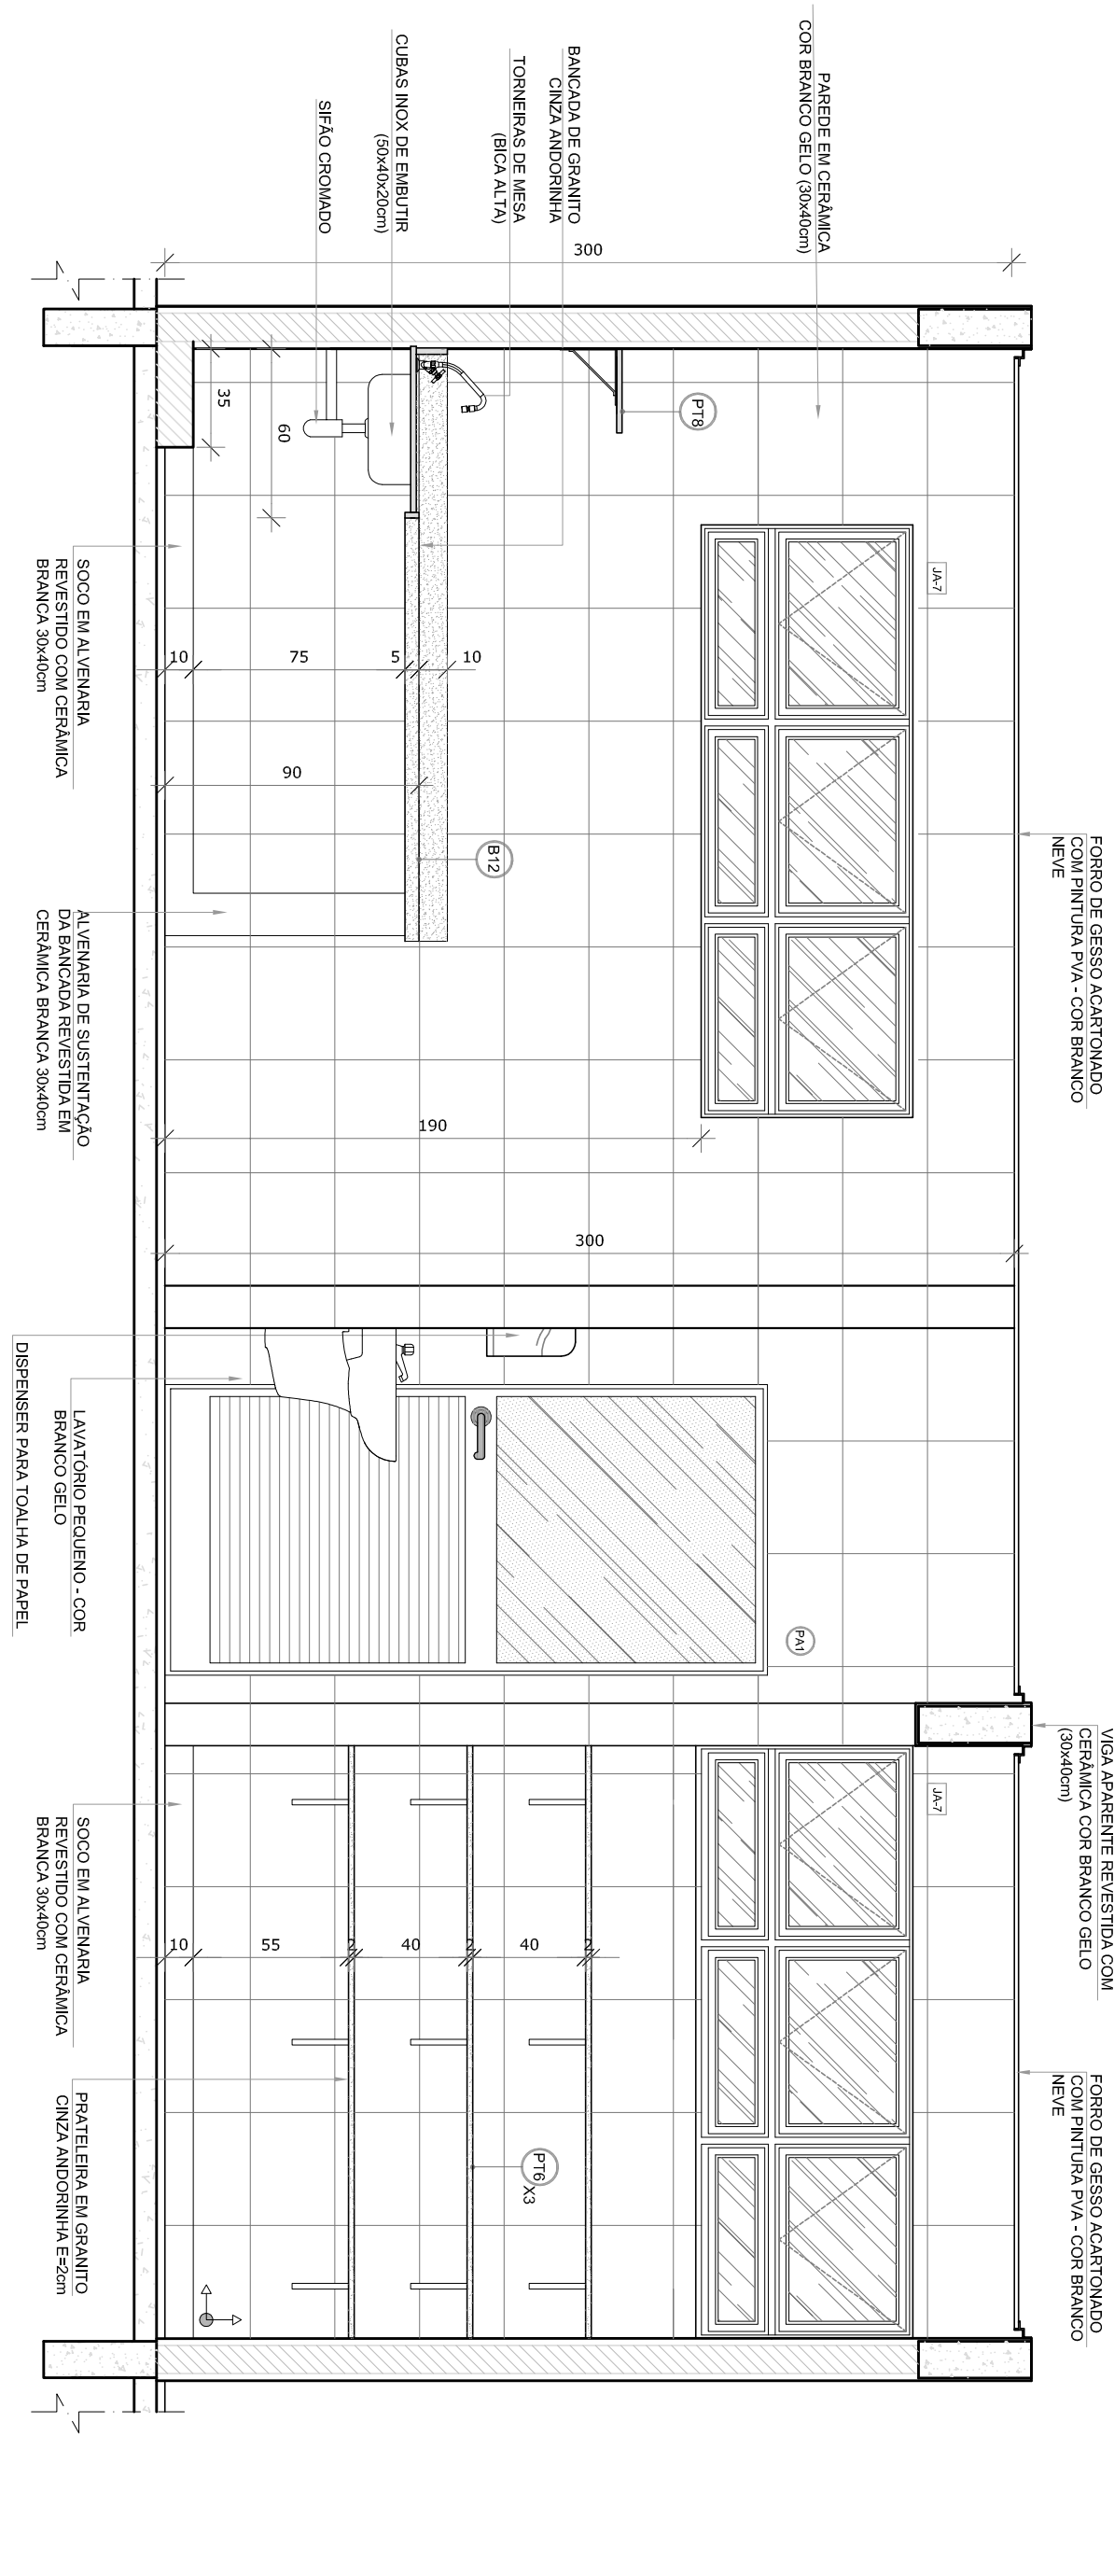 PAREDE EM CERÂMICA
COR BRANCO GELO (30x40cm)
BANCADA DE GRANITO
CINZA ANDORINHA
TORNEIRAS DE MESA
(BICA ALTA)
CUBAS INOX DE EMBUTIR
(50x40x20cm)
SIFÃO CROMADO
300
PT8
35
60
JA-7
10
75
5
10
90
B12
190
300
FORRO DE GESSO ACARTONADO
COM PINTURA PVA - COR BRANCO
NEVE
SOCO EM ALVENARIA
REVESTIDO COM CERÂMICA
BRANCA 30x40cm
ALVENARIA DE SUSTENTAÇÃO
DA BANCADA REVESTIDA EM
CERÂMICA BRANCA 30x40cm
LAVATÓRIO PEQUENO - COR
BRANCO GELO
DISPENSER PARA TOALHA DE PAPEL
PA1
VIGA APARENTE REVESTIDA COM
CERÂMICA COR BRANCO GELO
(30x40cm)
JA-7
10
55
2
40
2
40
2
PT6
X3
FORRO DE GESSO ACARTONADO
COM PINTURA PVA - COR BRANCO
NEVE
SOCO EM ALVENARIA
REVESTIDO COM CERÂMICA
BRANCA 30x40cm
PRATELEIRA EM GRANITO
CINZA ANDORINHA E=2cm